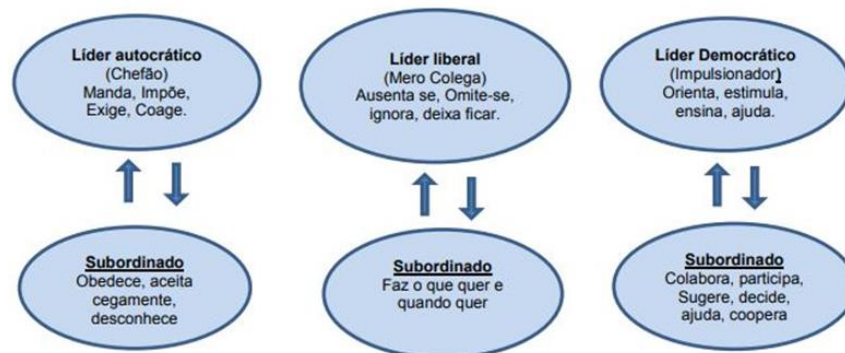 Líder autocrático
(Chefão)
Manda, Impõe,
Exige, Coage.
Líder liberal
(Mero Colega)
Ausenta se, Omite-se,
ignora, deixa ficar.
Líder Democrático
(Impulsionador)
Orienta, estimula,
ensina, ajuda.
Subordinado
Obedece, aceita
cegamente,
desconhece
Subordinado
Faz o que quer e
quando quer
Subordinado
Colabora, participa,
Sugere, decide,
ajuda, coopera